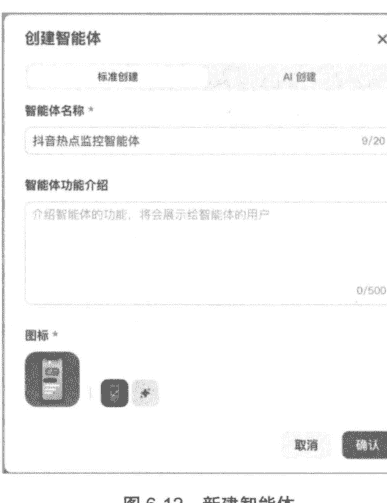 创建智能体
标准创建 AI 创建
智能体名称 *
抖音热点监控智能体 9/20
智能体功能介绍
介绍智能体的功能，将会展示给智能体的用户
0/500
图标 *
取消 确认
图 6-12 新建智能体